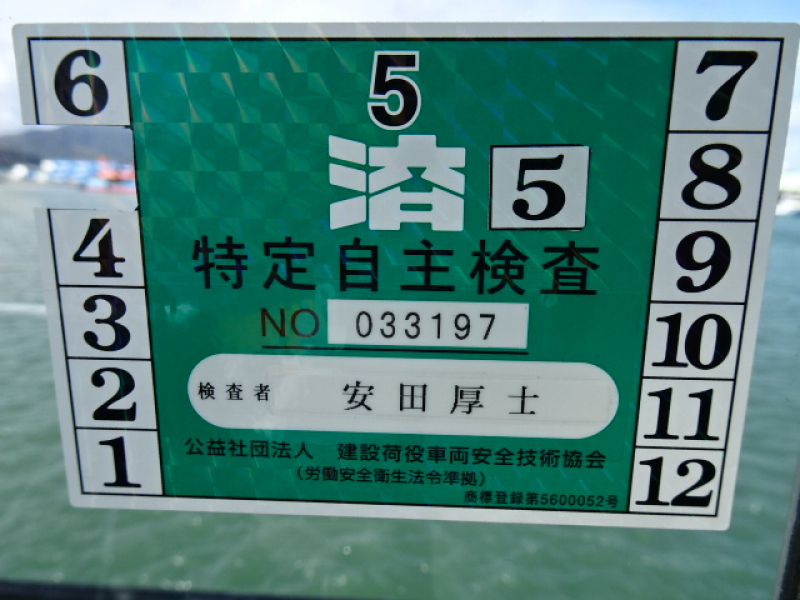 5
済 5
特定自主検査
NO 033197
検査者 安田厚士
公益社団法人 建設荷役車両安全技術協会
(労働安全衛生法令準拠)
商標登録第5600052号
6
4
3
2
1
7
8
9
10
11
12